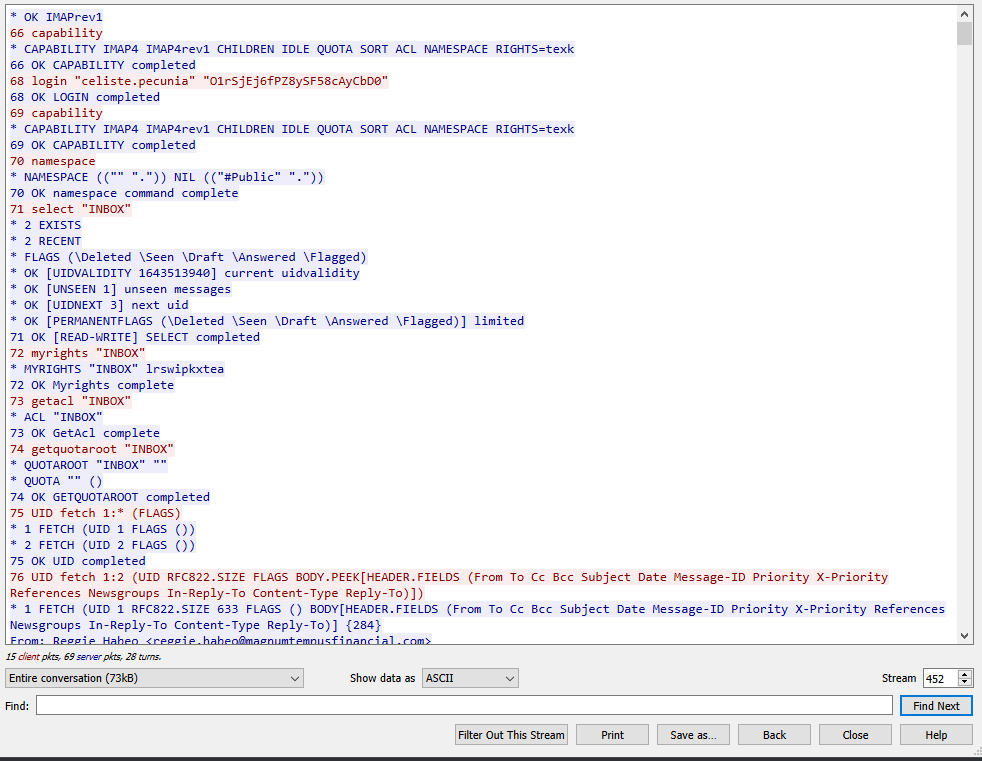 * OK IMAPrev1
66 capability
* CAPABILITY IMAP4 IMAP4rev1 CHILDREN IDLE QUOTA SORT ACL NAMESPACE RIGHTS=texk
66 OK CAPABILITY completed
68 login "celiste.pecunia" "O1rSjEj6fPZ8ySF58cAyCbD0"
68 OK LOGIN completed
69 capability
* CAPABILITY IMAP4 IMAP4rev1 CHILDREN IDLE QUOTA SORT ACL NAMESPACE RIGHTS=texk
69 OK CAPABILITY completed
70 namespace
* NAMESPACE (("" ".")) NIL (("#Public" "."))
70 OK namespace command complete
71 select "INBOX"
* 2 EXISTS
* 2 RECENT
* FLAGS (\Deleted \Seen \Draft \Answered \Flagged)
* OK [UIDVALIDITY 1643513940] current uidvalidity
* OK [UNSEEN 1] unseen messages
* OK [UIDNEXT 3] next uid
* OK [PERMANENTFLAGS (\Deleted \Seen \Draft \Answered \Flagged)] limited
71 OK [READ-WRITE] SELECT completed
72 myrights "INBOX"
* MYRIGHTS "INBOX" lrswipkxtea
72 OK Myrights complete
73 getacl "INBOX"
* ACL "INBOX"
73 OK GetAcl complete
74 getquotaroot "INBOX"
* QUOTAROOT "INBOX" ""
* QUOTA "" ()
74 OK GETQUOTAROOT completed
75 UID fetch 1:* (FLAGS)
* 1 FETCH (UID 1 FLAGS ())
* 2 FETCH (UID 2 FLAGS ())
75 OK UID completed
76 UID fetch 1:2 (UID RFC822.SIZE FLAGS BODY.PEEK[HEADER.FIELDS (From To Cc Bcc Subject Date Message-ID Priority X-Priority
References Newsgroups In-Reply-To Content-Type Reply-To)])
* 1 FETCH (UID 1 RFC822.SIZE 633 FLAGS () BODY[HEADER.FIELDS (From To Cc Bcc Subject Date Message-ID Priority X-Priority References
Newsgroups In-Reply-To Content-Type Reply-To)] {284}
From: Reggie Habeo <reggie.habeo@magnumtempusfinancial.com>
15 client pkts, 69 server pkts, 28 turns.
Entire conversation (73kB) Show data as ASCII Stream 452
Find: Find Next
Filter Out This Stream Print Save as... Back Close Help